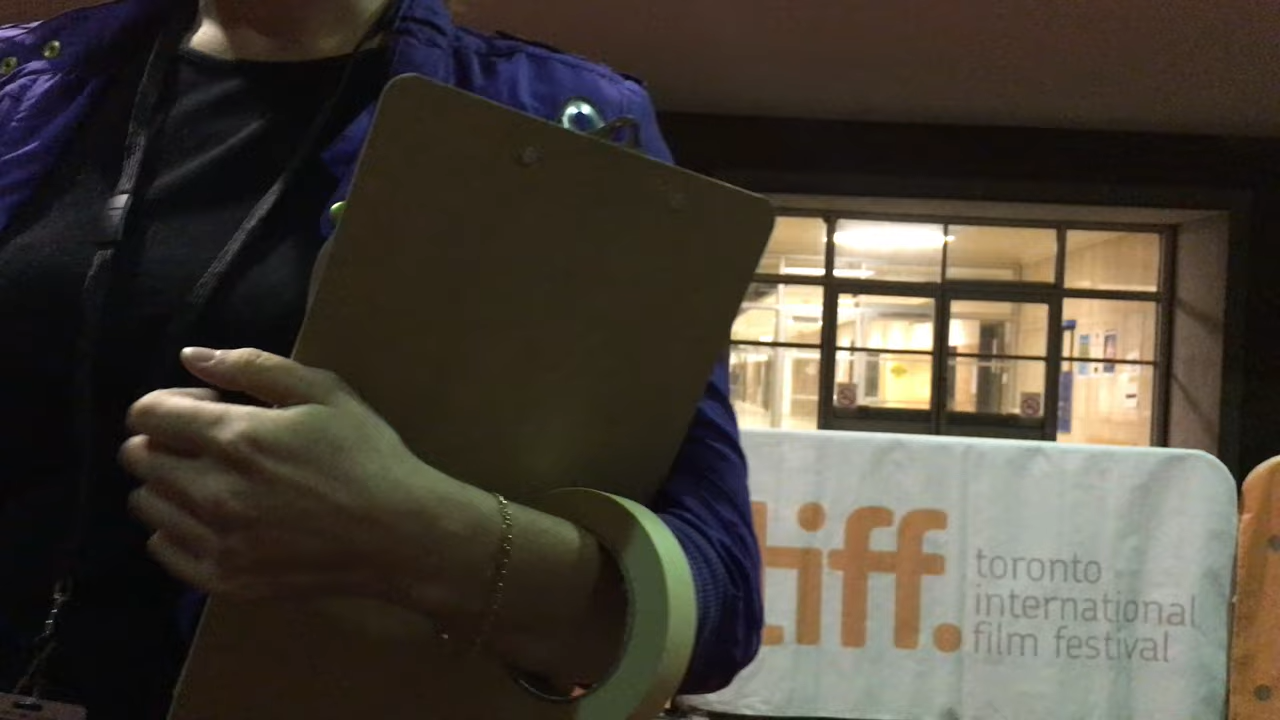 tiff.
toronto
international
film festival